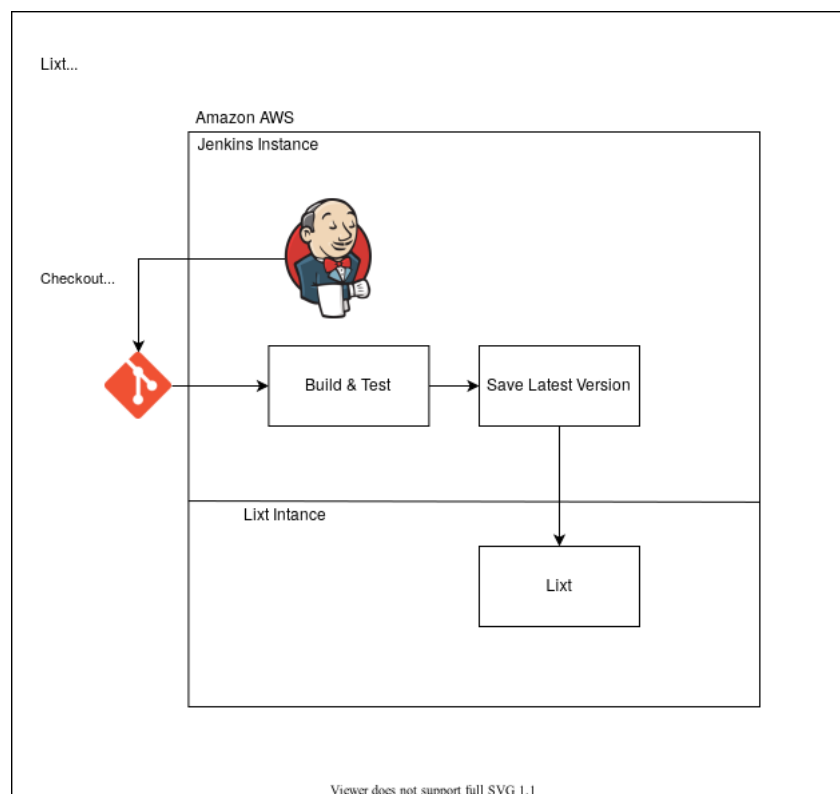 Lixt...
Amazon AWS
Jenkins Instance
Checkout...
Build & Test
Save Latest Version
Lixt Intance
Lixt
Viewer does not support full SVG 1.1